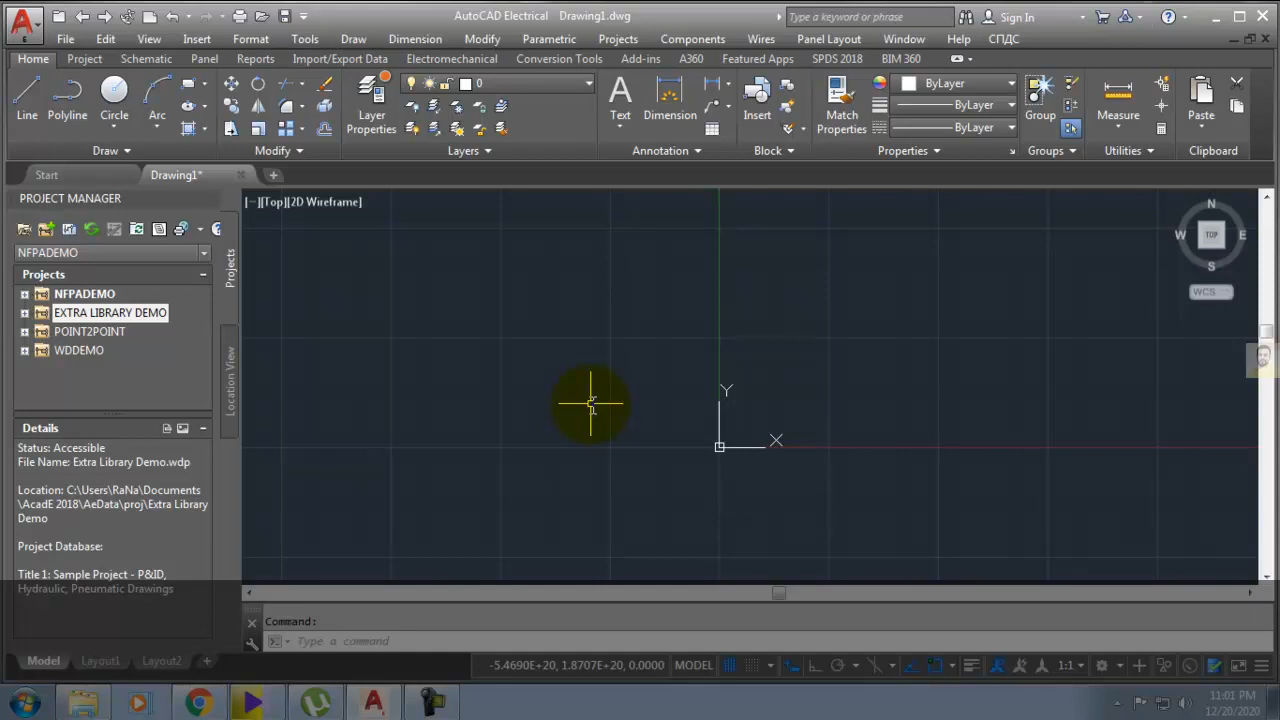 AutoCAD Electrical Drawing1.dwg Type a keyword or phrase Sign In
File Edit View Insert Format Tools Draw Dimension Modify Parametric Projects Components Wires Panel Layout Window Help СПДС
Home Project Schematic Panel Reports Import/Export Data Electromechanical Conversion Tools Add-ins A360 Featured Apps SPDS 2018 BIM 360
A
E
0
ByLayer
ByLayer
ByLayer
Line Polyline Circle Arc Layer Properties Text Dimension Insert Match Properties Group Measure Paste
Draw Modify Layers Annotation Block Properties Groups Utilities Clipboard
Start Drawing1*
PROJECT MANAGER
[−][Top][2D Wireframe]
N
W TOP E
S
WCS
NFPADEMO
Projects
NFPADEMO
EXTRA LIBRARY DEMO
POINT2POINT
WDDEMO
Projects
Location View
Y
X
Details
Status: Accessible
File Name: Extra Library Demo.wdp
Location: C:\Users\RaNa\Documents
\AcadE 2018\AeData\proj\Extra Library
Demo
Project Database:
Title 1: Sample Project - P&ID,
Hydraulic, Pneumatic Drawings
Command:
Type a command
Model Layout1 Layout2 + -5.4690E+20, 1.8707E+20, 0.0000 MODEL 1:1
11:01 PM
12/20/2020